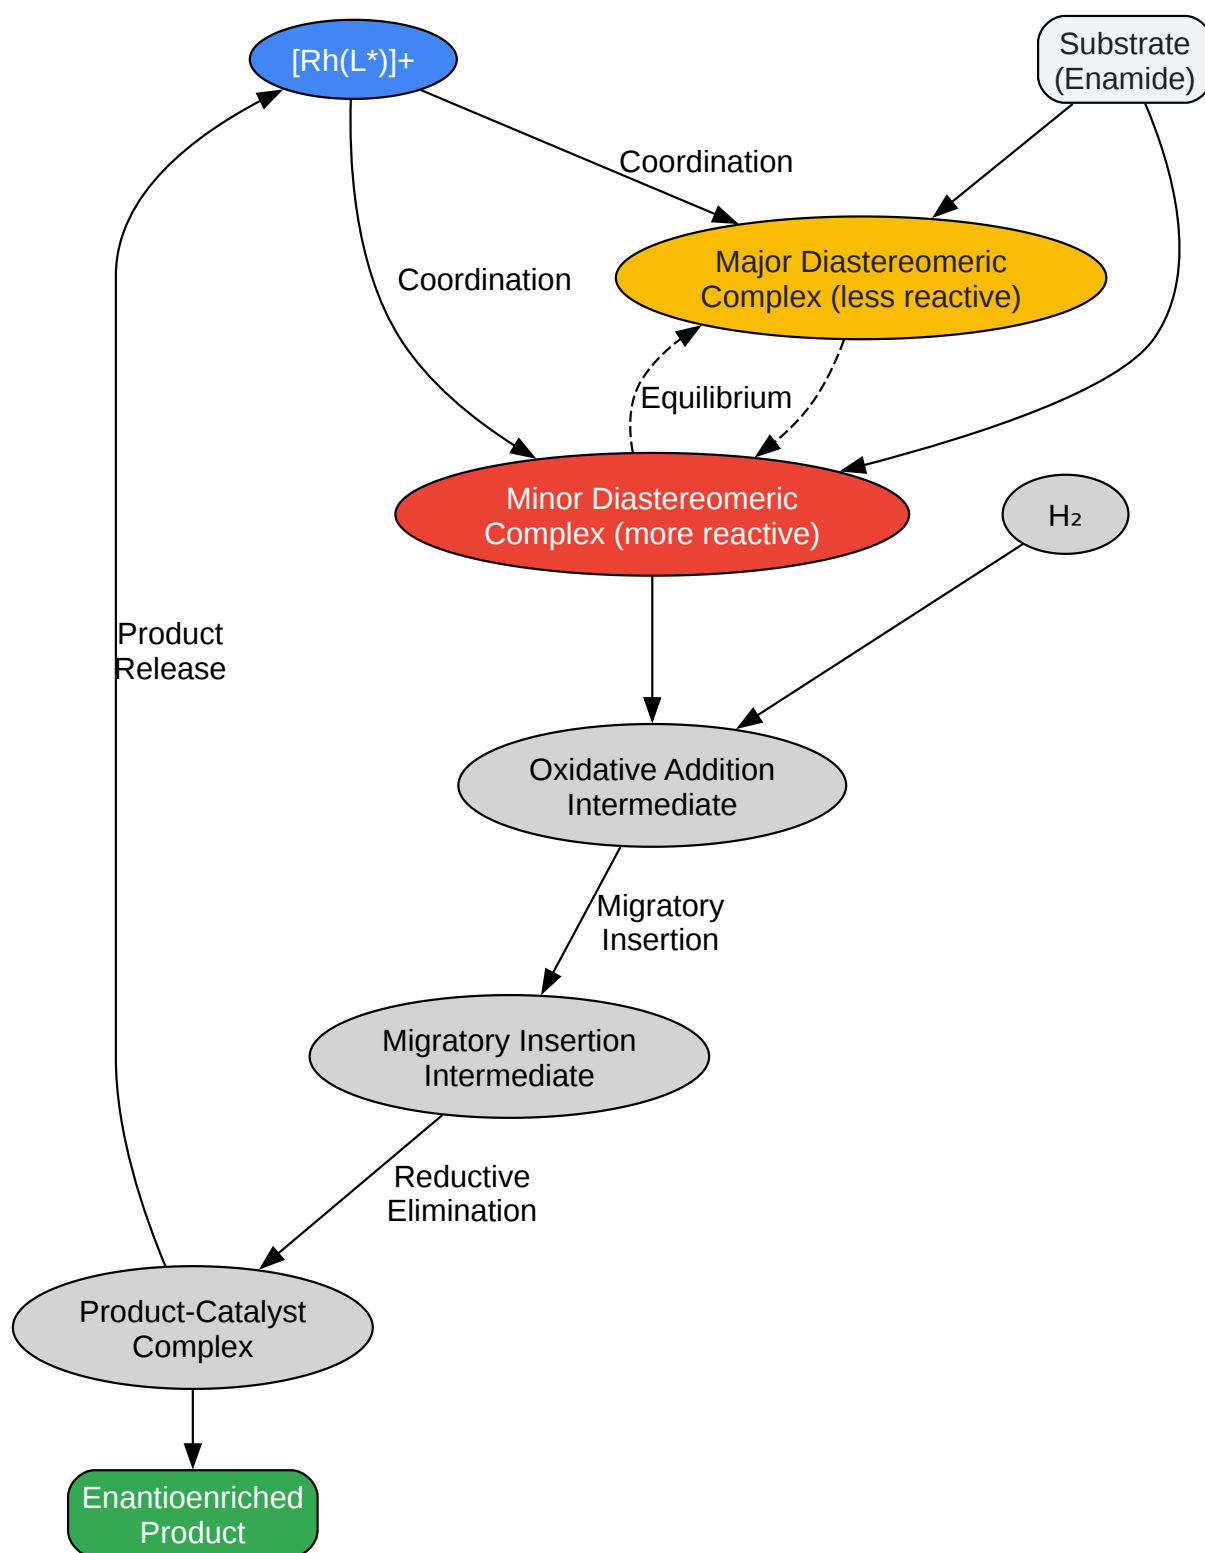 [Rh(L*)]+
Substrate
(Enamide)
Coordination
Major Diastereomeric
Complex (less reactive)
Coordination
Equilibrium
Minor Diastereomeric
Complex (more reactive)
H₂
Product
Release
Oxidative Addition
Intermediate
Migratory
Insertion
Migratory Insertion
Intermediate
Reductive
Elimination
Product-Catalyst
Complex
Enantioenriched
Product